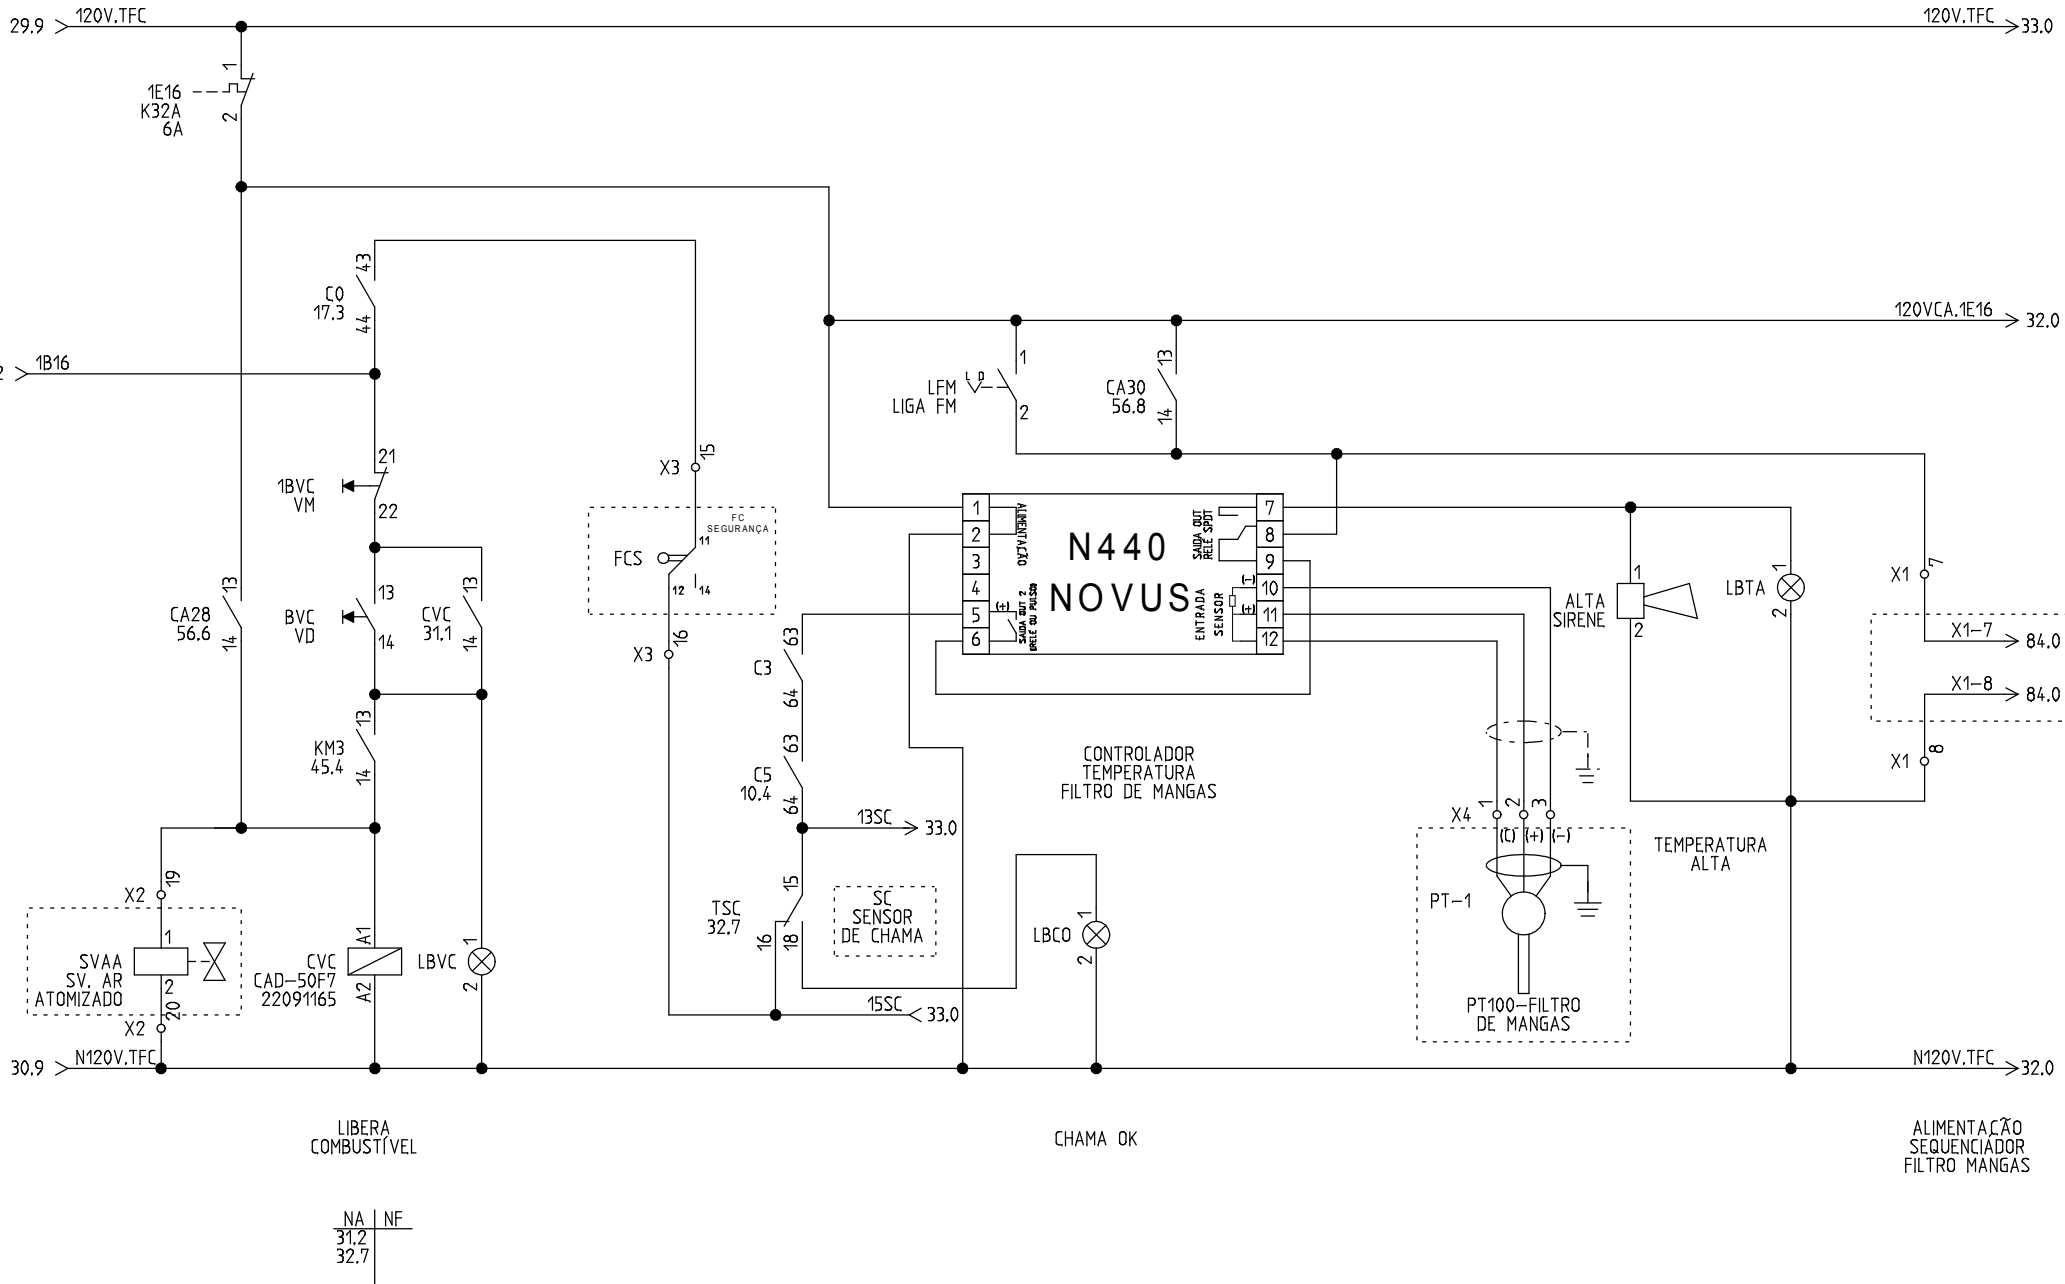 29.9
120V.TFC
120V.TFC
33.0
1E16
K32A
6A
1
2
43
C0
17.3
44
1B16
120VCA.1E16
32.0
1
LFM
LIGA FM
L D
2
13
CA30
56.8
14
21
1BVC
VM
22
X3
15
FC
SEGURANÇA
FCS
11
12
14
X3
16
13
CA28
56.6
14
13
BVC
VD
14
13
CVC
31.1
14
13
KM3
45.4
14
1
2
3
4
5
6
ALIMENTAÇÃO
(+)
SAIDA OUT 2
N440
NOVUS
SAIDA OUT
RELÉ SPDT
ENTRADA
SENSOR
(-)
(+)
7
8
9
10
11
12
63
C3
64
63
C5
10.4
64
CONTROLADOR
TEMPERATURA
FILTRO DE MANGAS
13SC
33.0
15
TSC
32.7
16
18
SC
SENSOR
DE CHAMA
1
LBCO
2
15SC
33.0
1
ALTA
SIRENE
2
1
LBTA
2
X1
7
X1-7
84.0
X1-8
84.0
X1
8
X4
1
2
3
(C)
(+)
(-)
PT-1
PT100-FILTRO
DE MANGAS
TEMPERATURA
ALTA
X2
19
1
SVAA
SV. AR
ATOMIZADO
2
X2
20
A1
CVC
CAD-50F7
22091165
A2
1
LBVC
2
30.9
N120V.TFC
N120V.TFC
32.0
LIBERA
COMBUSTÍVEL
CHAMA OK
ALIMENTAÇÃO
SEQUENCIADOR
FILTRO MANGAS
NA
NF
31.2
32.7